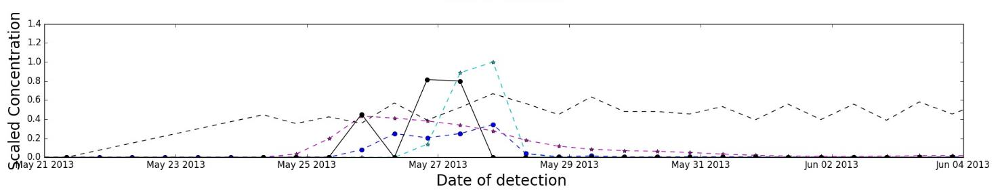 Scaled Concentration
1.4
1.2
1.0
0.8
0.6
0.4
0.2
0.0
May 21 2013 May 23 2013 May 25 2013 May 27 2013 May 29 2013 May 31 2013 Jun 02 2013 Jun 04 2013
Date of detection